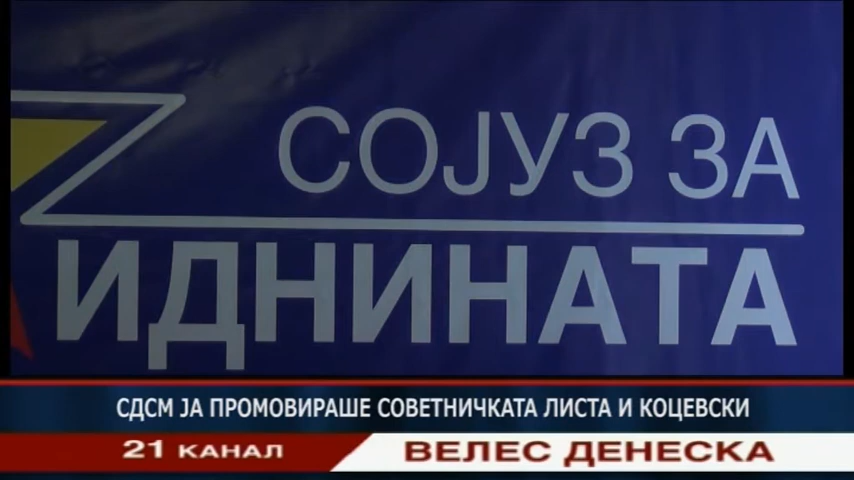 СОЈУЗ ЗА
ИДНИНАТА
СДСМ ЈА ПРОМОВИРАШЕ СОВЕТНИЧКАТА ЛИСТА И КОЦЕВСКИ
21 КАНАЛ
ВЕЛЕС ДЕНЕСКА